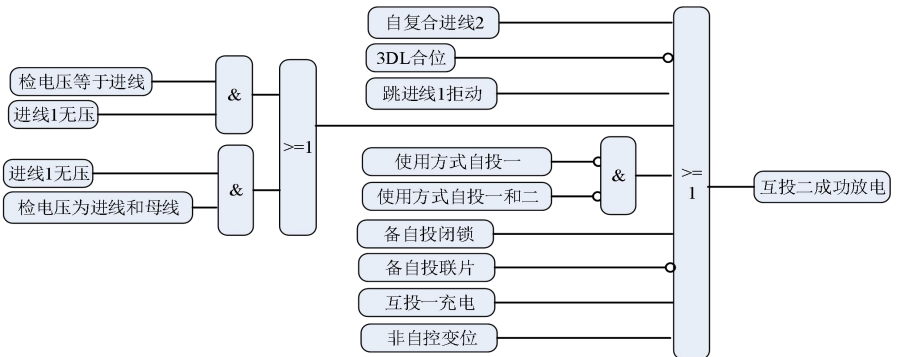 自复合进线2
3DL合位
跳进线1拒动
检电压等于进线
进线1无压
&
>=1
进线1无压
检电压为进线和母线
&
使用方式自投一
使用方式自投一和二
&
备自投闭锁
备自投联片
互投一充电
非自控变位
>=
1
互投二成功放电